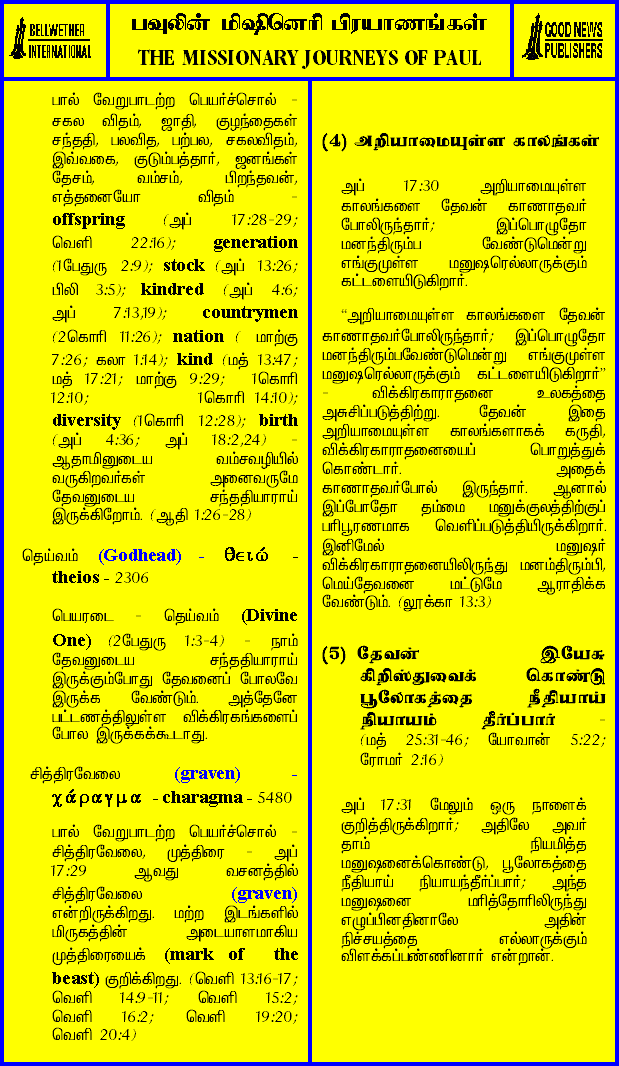 BELLWETHER
INTERNATIONAL
பவுலின் மிஷினெரி பிரயாணங்கள்
THE MISSIONARY JOURNEYS OF PAUL
GOOD NEWS
PUBLISHERS
பால் வேறுபாடற்ற பெயர்ச்சொல் -
சகல விதம், ஜாதி, குழந்தைகள்
சந்ததி, பலவித, பற்பல, சகலவிதம்,
இவ்வகை, குடும்பத்தார், ஜனங்கள்
தேசம், வம்சம், பிறந்தவன்,
எத்தனையோ விதம் -
offspring (அப் 17:28-29;
வெளி 22:16); generation
(1பேதுரு 2:9); stock (அப் 13:26;
பிலி 3:5); kindred (அப் 4:6;
அப் 7:13,19); countrymen
(2கொரி 11:26); nation ( மாற்கு
7:26; கலா 1:14); kind (மத் 13:47;
மத் 17:21; மாற்கு 9:29; 1கொரி
12:10; 1கொரி 14:10);
diversity (1கொரி 12:28); birth
(அப் 4:36; அப் 18:2,24) -
ஆதாமினுடைய வம்சவழியில்
வருகிறவர்கள் அனைவருமே
தேவனுடைய சந்ததியாராய்
இருக்கிறோம். (ஆதி 1:26-28)
தெய்வம் (Godhead) - θειώ -
theios - 2306
பெயரடை - தெய்வம் (Divine
One) (2பேதுரு 1:3-4) - நாம்
தேவனுடைய சந்ததியாராய்
இருக்கும்போது தேவனைப் போலவே
இருக்க வேண்டும். அத்தேனே
பட்டணத்திலுள்ள விக்கிரகங்களைப்
போல இருக்கக்கூடாது.
சித்திரவேலை (graven) -
χάραγμα - charagma - 5480
பால் வேறுபாடற்ற பெயர்ச்சொல் -
சித்திரவேலை, முத்திரை - அப்
17:29 ஆவது வசனத்தில்
சித்திரவேலை (graven)
என்றிருக்கிறது. மற்ற இடங்களில்
மிருகத்தின் அடையாளமாகிய
முத்திரையைக் (mark of the
beast) குறிக்கிறது. (வெளி 13:16-17;
வெளி 14:9-11; வெளி 15:2;
வெளி 16:2; வெளி 19:20;
வெளி 20:4)
(4) அறியாமையுள்ள காலங்கள்
அப் 17:30 அறியாமையுள்ள
காலங்களை தேவன் காணாதவர்
போலிருந்தார்; இப்பொழுதோ
மனந்திரும்ப வேண்டுமென்று
எங்குமுள்ள மனுஷரெல்லாருக்கும்
கட்டளையிடுகிறார்.
“அறியாமையுள்ள காலங்களை தேவன்
காணாதவர்போலிருந்தார்; இப்பொழுதோ
மனந்திரும்பவேண்டுமென்று எங்குமுள்ள
மனுஷரெல்லாருக்கும் கட்டளையிடுகிறார்”
- விக்கிரகாராதனை உலகத்தை
அசுசிப்படுத்திற்று. தேவன் இதை
அறியாமையுள்ள காலங்களாகக் கருதி,
விக்கிரகாராதனையைப் பொறுத்துக்
கொண்டார். அதைக்
காணாதவர்போல் இருந்தார். ஆனால்
இப்போதோ தம்மை மனுக்குலத்திற்குப்
பரிபூரணமாக வெளிப்படுத்தியிருக்கிறார்.
இனிமேல் மனுஷர்
விக்கிரகாராதனையிலிருந்து மனம்திரும்பி,
மெய்தேவனை மட்டுமே ஆராதிக்க
வேண்டும். (லூக்கா 13:3)
(5) தேவன் இயேசு
கிறிஸ்துவைக் கொண்டு
பூலோகத்தை நீதியாய்
நியாயம் தீர்ப்பார் -
(மத் 25:31-46; யோவான் 5:22;
ரோமர் 2:16)
அப் 17:31 மேலும் ஒரு நாளைக்
குறித்திருக்கிறார்; அதிலே அவர்
தாம் நியமித்த
மனுஷனைக்கொண்டு, பூலோகத்தை
நீதியாய் நியாயந்தீர்ப்பார்; அந்த
மனுஷனை மரித்தோரிலிருந்து
எழுப்பினதினாலே அதின்
நிச்சயத்தை எல்லாருக்கும்
விளக்கப்பண்ணினார் என்றான்.